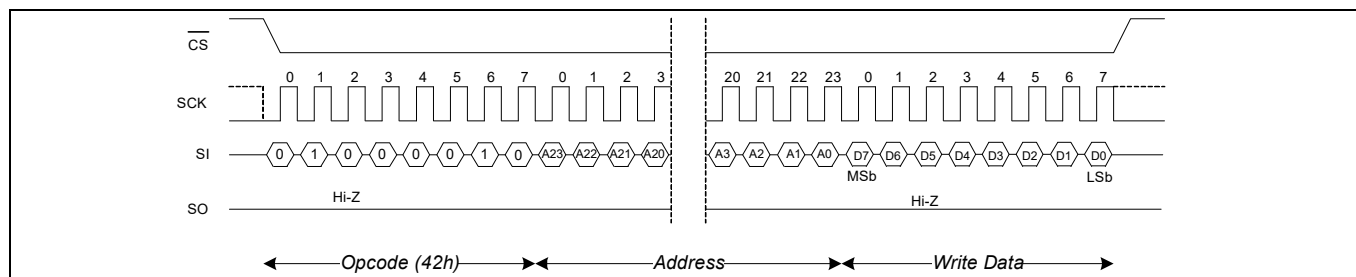 CS
0 1 2 3 4 5 6 7 0 1 2 3 20 21 22 23 0 1 2 3 4 5 6 7
SCK
SI 0 1 0 0 0 0 1 0 A23 A22 A21 A20 A3 A2 A1 A0 D7 D6 D5 D4 D3 D2 D1 D0
MSb LSb
Hi-Z Hi-Z
SO
Opcode (42h) Address Write Data